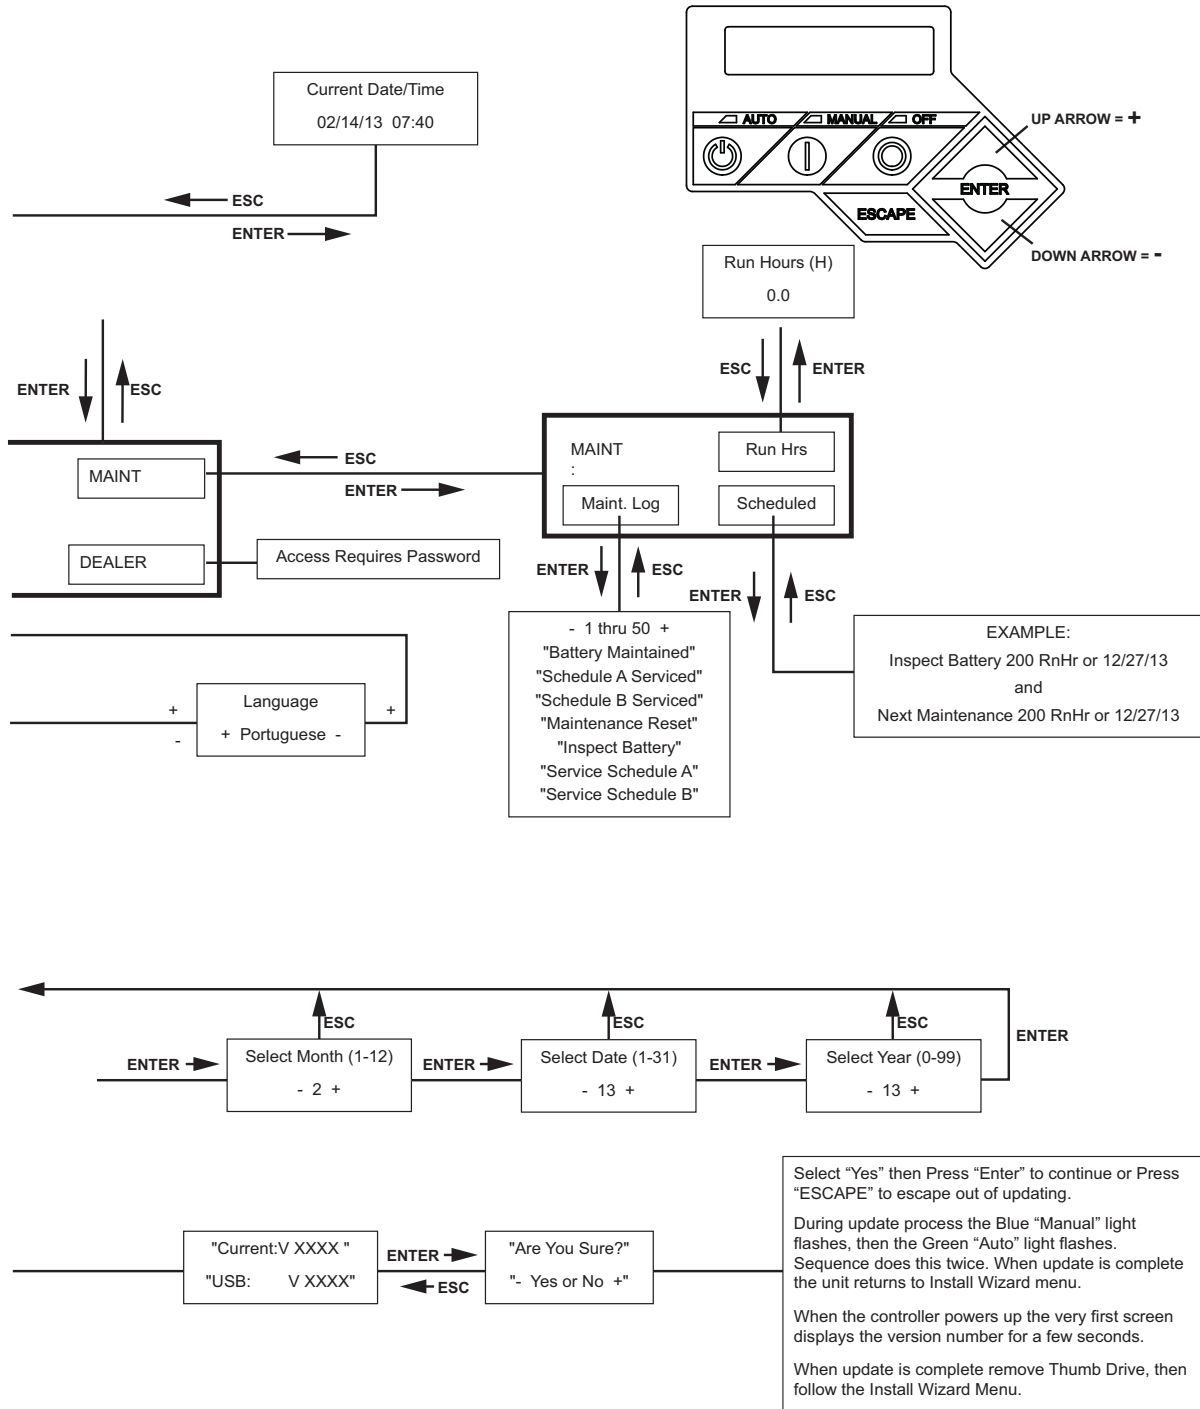 Current Date/Time
02/14/13 07:40
ESC
ENTER
AUTO
MANUAL
OFF
UP ARROW = +
ENTER
ESCAPE
DOWN ARROW = -
Run Hours (H)
0.0
ESC
ENTER
ENTER
ESC
MAINT
ESC
ENTER
MAINT
:
Run Hrs
Maint. Log
Scheduled
DEALER
Access Requires Password
ENTER
ESC
ENTER
ESC
- 1 thru 50 +
"Battery Maintained"
"Schedule A Serviced"
"Schedule B Serviced"
"Maintenance Reset"
"Inspect Battery"
"Service Schedule A"
"Service Schedule B"
EXAMPLE:
Inspect Battery 200 RnHr or 12/27/13
and
Next Maintenance 200 RnHr or 12/27/13
+
-
Language
+ Portuguese -
+
ESC
ESC
ESC
ENTER
ENTER
Select Month (1-12)
- 2 +
ENTER
Select Date (1-31)
- 13 +
ENTER
Select Year (0-99)
- 13 +
"Current:V XXXX "
"USB: V XXXX"
ENTER
ESC
"Are You Sure?"
"- Yes or No +"
Select “Yes” then Press “Enter” to continue or Press
“ESCAPE” to escape out of updating.
During update process the Blue “Manual” light
flashes, then the Green “Auto” light flashes.
Sequence does this twice. When update is complete
the unit returns to Install Wizard menu.
When the controller powers up the very first screen
displays the version number for a few seconds.
When update is complete remove Thumb Drive, then
follow the Install Wizard Menu.